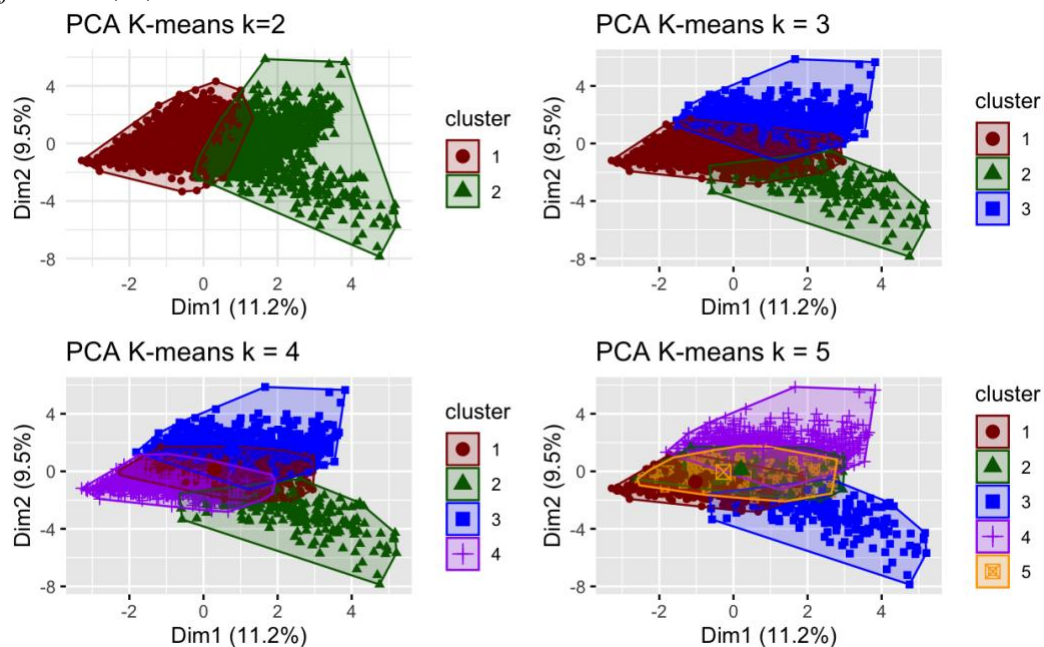 PCA K-means k=2
4
0
-4
-8
Dim2 (9.5%)
-2 0 2 4
Dim1 (11.2%)
cluster
1
2
PCA K-means k = 3
4
0
-4
-8
Dim2 (9.5%)
-2 0 2 4
Dim1 (11.2%)
cluster
1
2
3
PCA K-means k = 4
4
0
-4
-8
Dim2 (9.5%)
-2 0 2 4
Dim1 (11.2%)
cluster
1
2
3
4
PCA K-means k = 5
4
0
-4
-8
Dim2 (9.5%)
-2 0 2 4
Dim1 (11.2%)
cluster
1
2
3
4
5